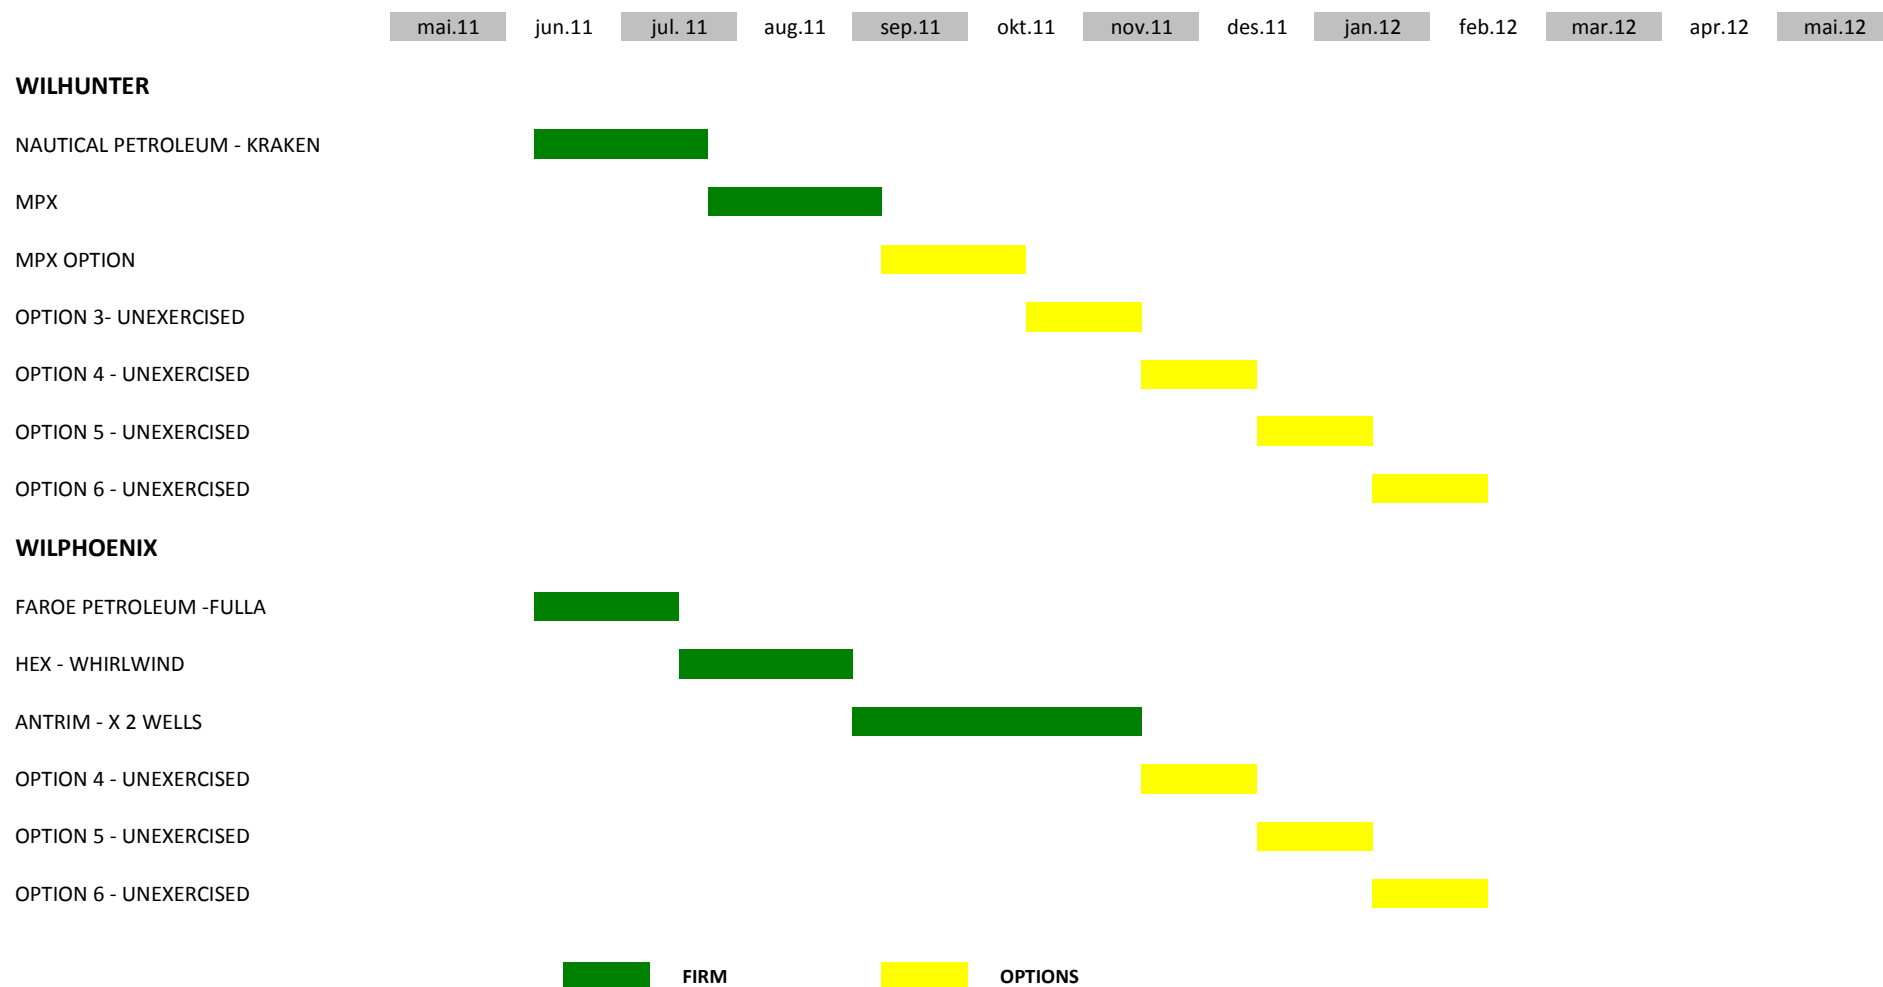 mai.11 jun.11 jul. 11 aug.11 sep.11 okt.11 nov.11 des.11 jan.12 feb.12 mar.12 apr.12 mai.12
WILHUNTER
NAUTICAL PETROLEUM - KRAKEN
MPX
MPX OPTION
OPTION 3- UNEXERCISED
OPTION 4 - UNEXERCISED
OPTION 5 - UNEXERCISED
OPTION 6 - UNEXERCISED
WILPHOENIX
FAROE PETROLEUM -FULLA
HEX - WHIRLWIND
ANTRIM - X 2 WELLS
OPTION 4 - UNEXERCISED
OPTION 5 - UNEXERCISED
OPTION 6 - UNEXERCISED
FIRM OPTIONS